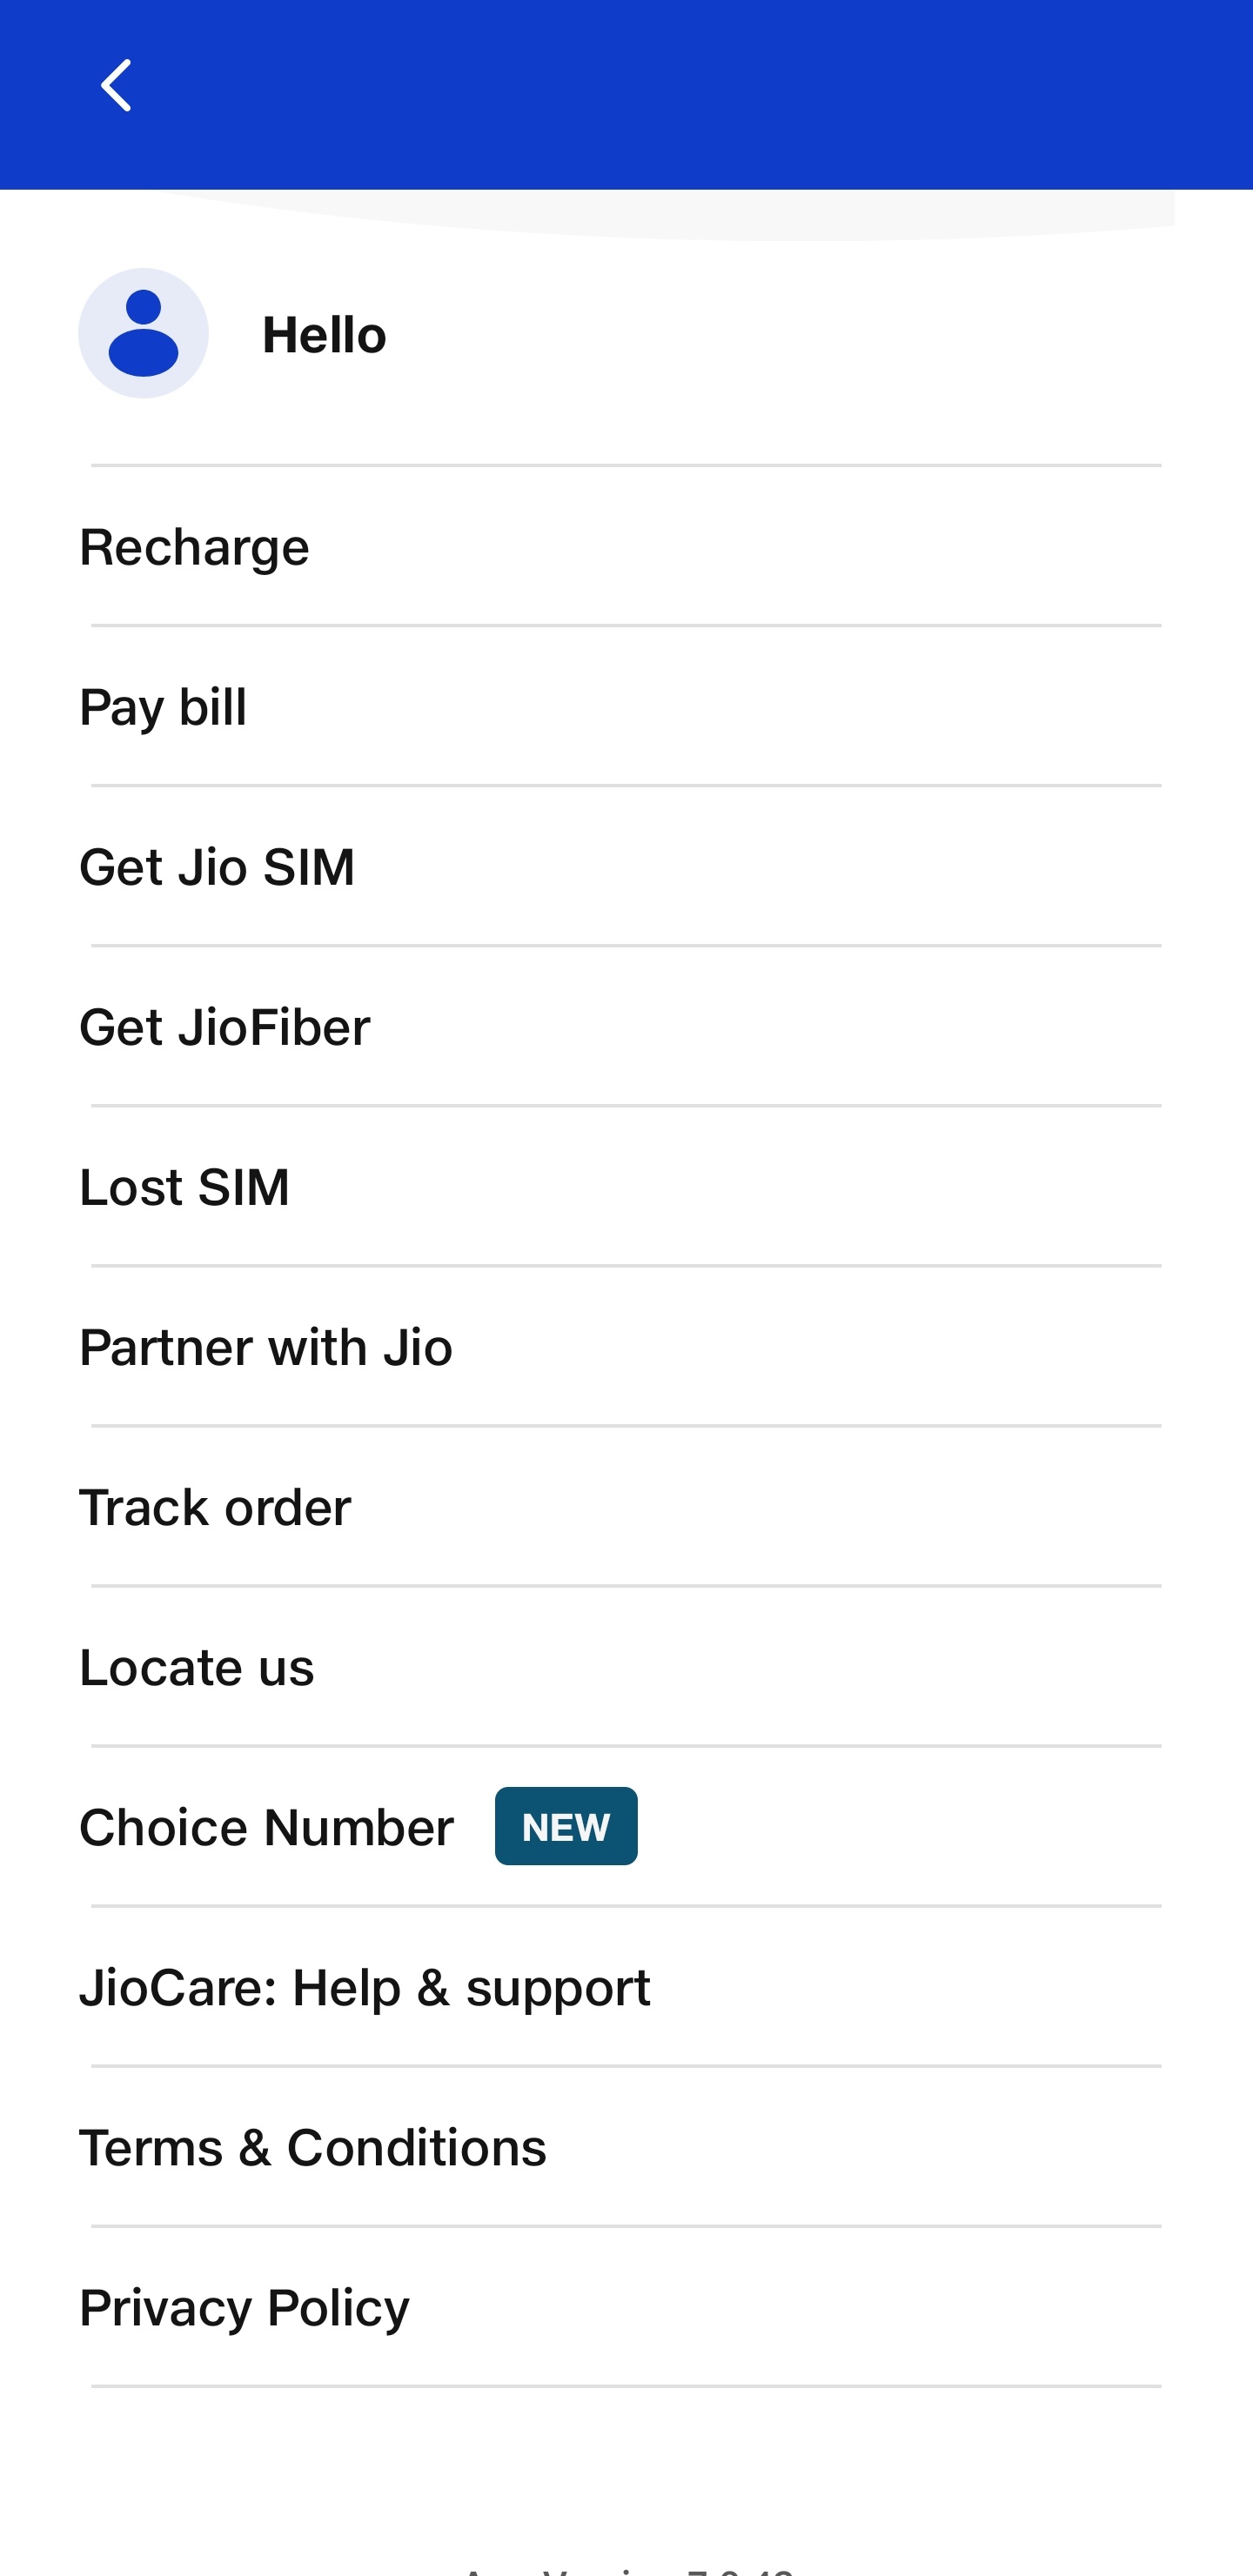 Hello
Recharge
Pay bill
Get Jio SIM
Get JioFiber
Lost SIM
Partner with Jio
Track order
Locate us
Choice Number NEW
JioCare: Help & support
Terms & Conditions
Privacy Policy